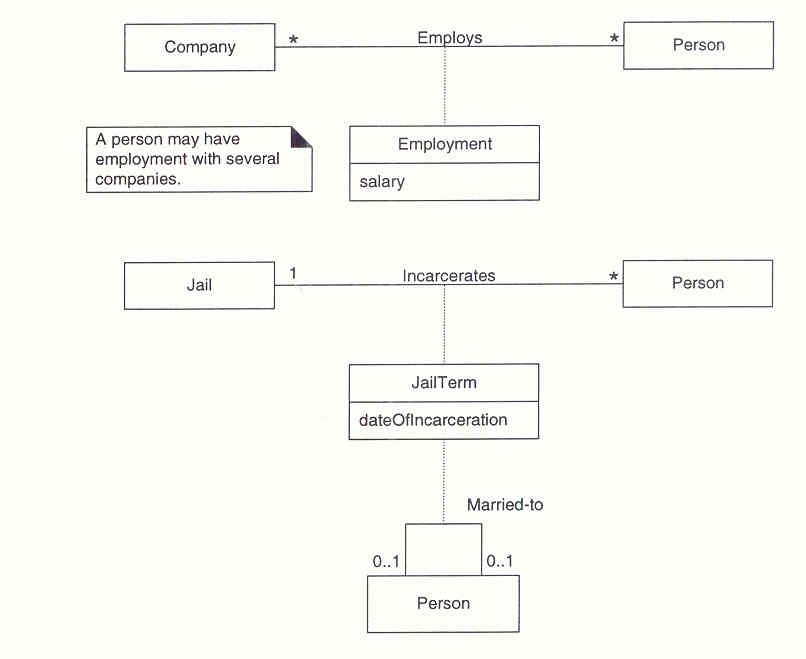 Company
*
Employs
*
Person
A person may have
employment with several
companies.
Employment
salary
Jail
1
Incarcerates
*
Person
JailTerm
dateOfIncarceration
Married-to
0..1
0..1
Person